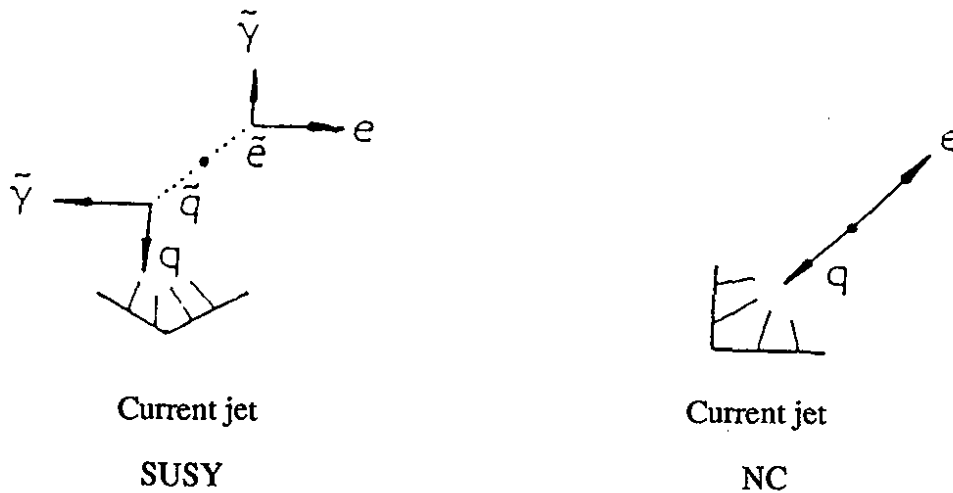 γ̃
e
ẽ
γ̃
q̃
q
Current jet
SUSY
e
q
Current jet
NC